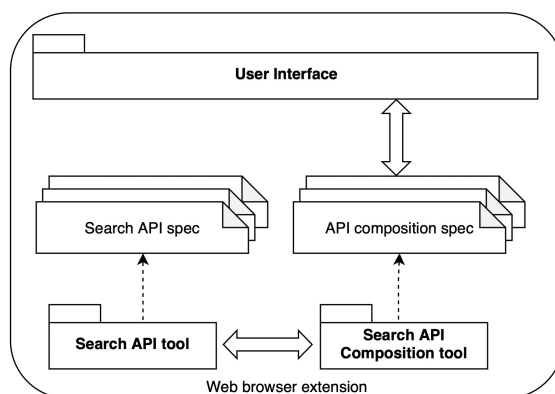 User Interface
Search API spec
API composition spec
Search API tool
Search API
Composition tool
Web browser extension